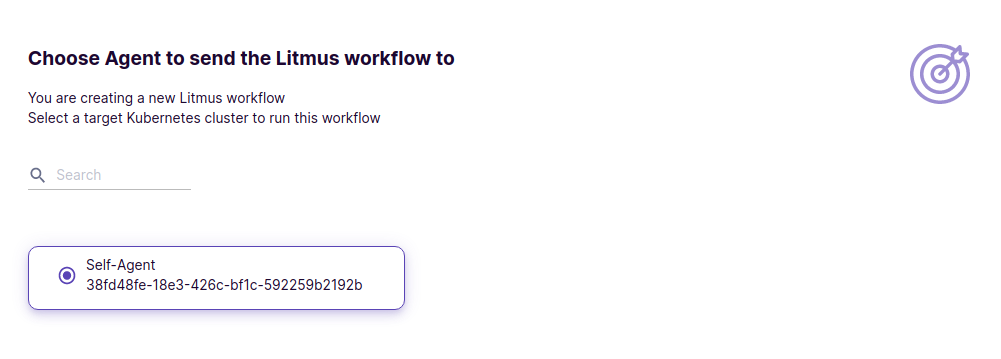 Choose Agent to send the Litmus workflow to
You are creating a new Litmus workflow
Select a target Kubernetes cluster to run this workflow
Search
Self-Agent
38fd48fe-18e3-426c-bf1c-592259b2192b